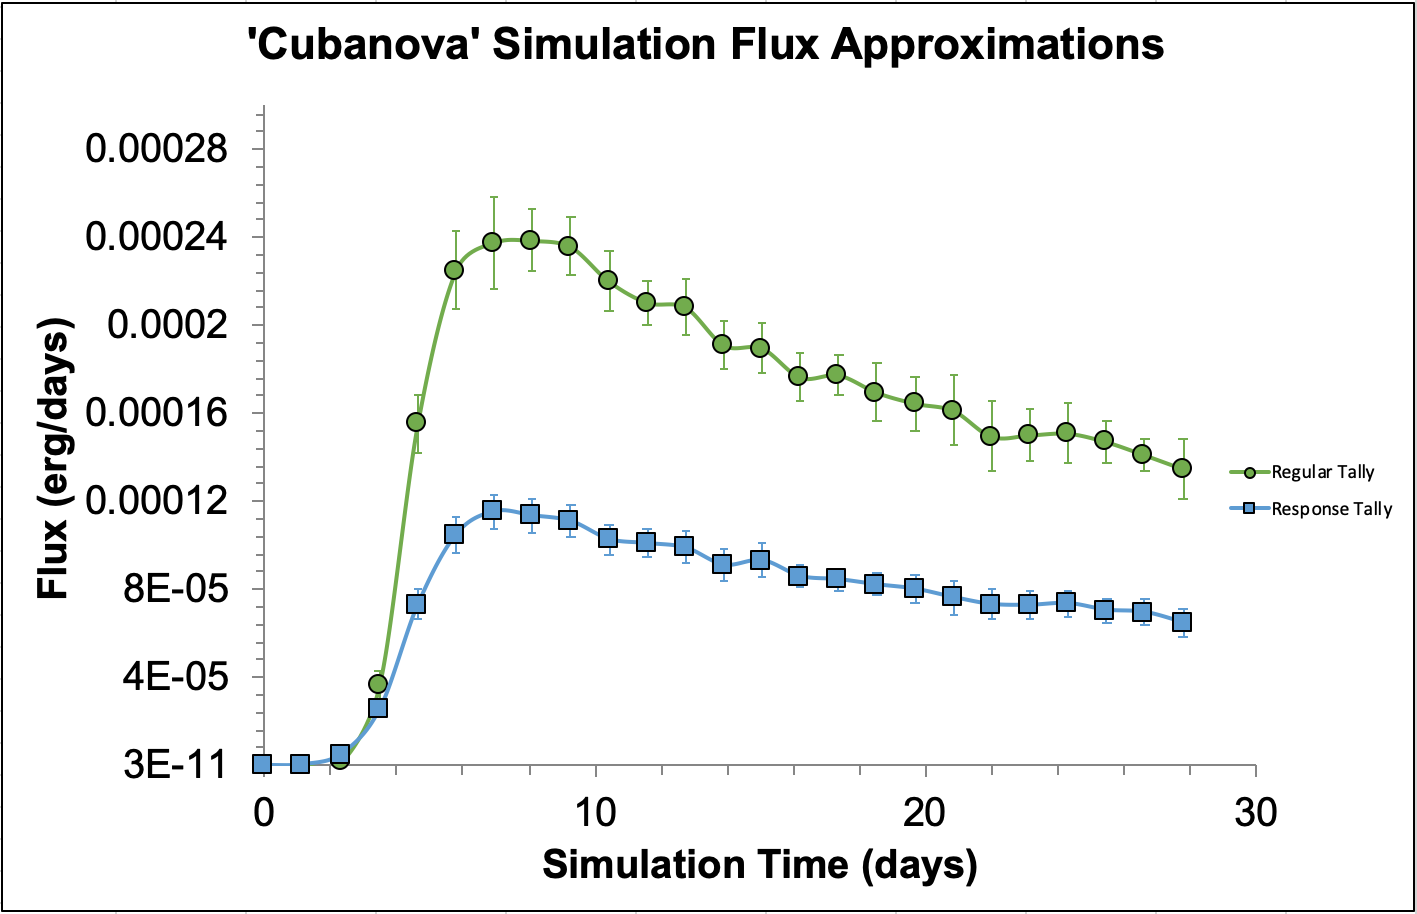 'Cubanova' Simulation Flux Approximations
0.00028
0.00024
0.0002
0.00016
0.00012
8E-05
4E-05
3E-11
Flux (erg/days)
0 10 20 30
Simulation Time (days)
Regular Tally
Response Tally